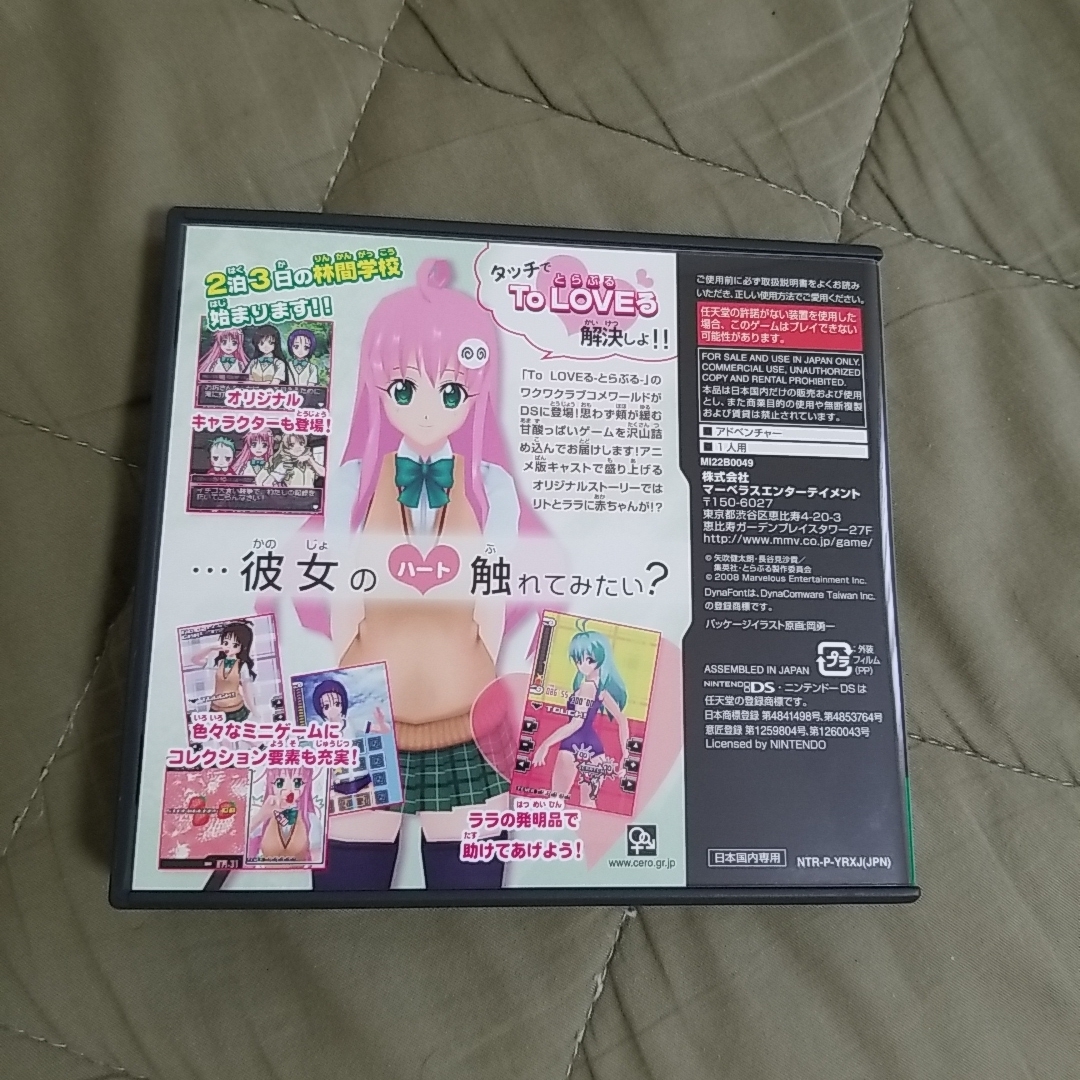 2泊3日の林間学校
始まります!!
オリジナル
キャラクターも登場!
タッチで
とらぶる
To LOVEる
解決しよ!!
「To LOVEる-とらぶる-」の
ワクワクラブコメワールドが
DSに登場!思わず頬が緩む
甘酸っぱいゲームを沢山詰
め込んでお届けします!アニ
メ版キャストで盛り上げる
オリジナルストーリーでは
リトとララに赤ちゃんが!?
…彼女のハート触れてみたい?
色々なミニゲームに
コレクション要素も充実!
ララの発明品で
助けてあげよう!
www.cero.gr.jp
ご使用前に必ず取扱説明書をよくお読み
いただき、正しい使用方法でご愛用ください。
任天堂の許諾がない装置を使用した
場合、このゲームはプレイできない
可能性があります。
FOR SALE AND USE IN JAPAN ONLY.
COMMERCIAL USE, UNAUTHORIZED
COPY AND RENTAL PROHIBITED.
本品は日本国内だけの販売および使用
とし、また商業目的の使用や無断複製
および賃貸は禁止されています。
■ アドベンチャー
■ 1人用
MI22B0049
株式会社
マーベラスエンターテイメント
〒150-6027
東京都渋谷区恵比寿4-20-3
恵比寿ガーデンプレイスタワー27F
http://www.mmv.co.jp/game/
© 矢吹健太朗・長谷見沙貴/
集英社・とらぶる製作委員会
© 2008 Marvelous Entertainment Inc.
DynaFontは、DynaComware Taiwan Inc.
の登録商標です。
パッケージイラスト原画:岡勇一
プラ
:外装
フィルム
(PP)
ASSEMBLED IN JAPAN
NINTENDO DS・ニンテンドーDSは
任天堂の登録商標です。
日本商標登録 第4841498号、第4853764号
意匠登録 第1259804号、第1260043号
Licensed by NINTENDO
日本国内専用
NTR-P-YRXJ(JPN)